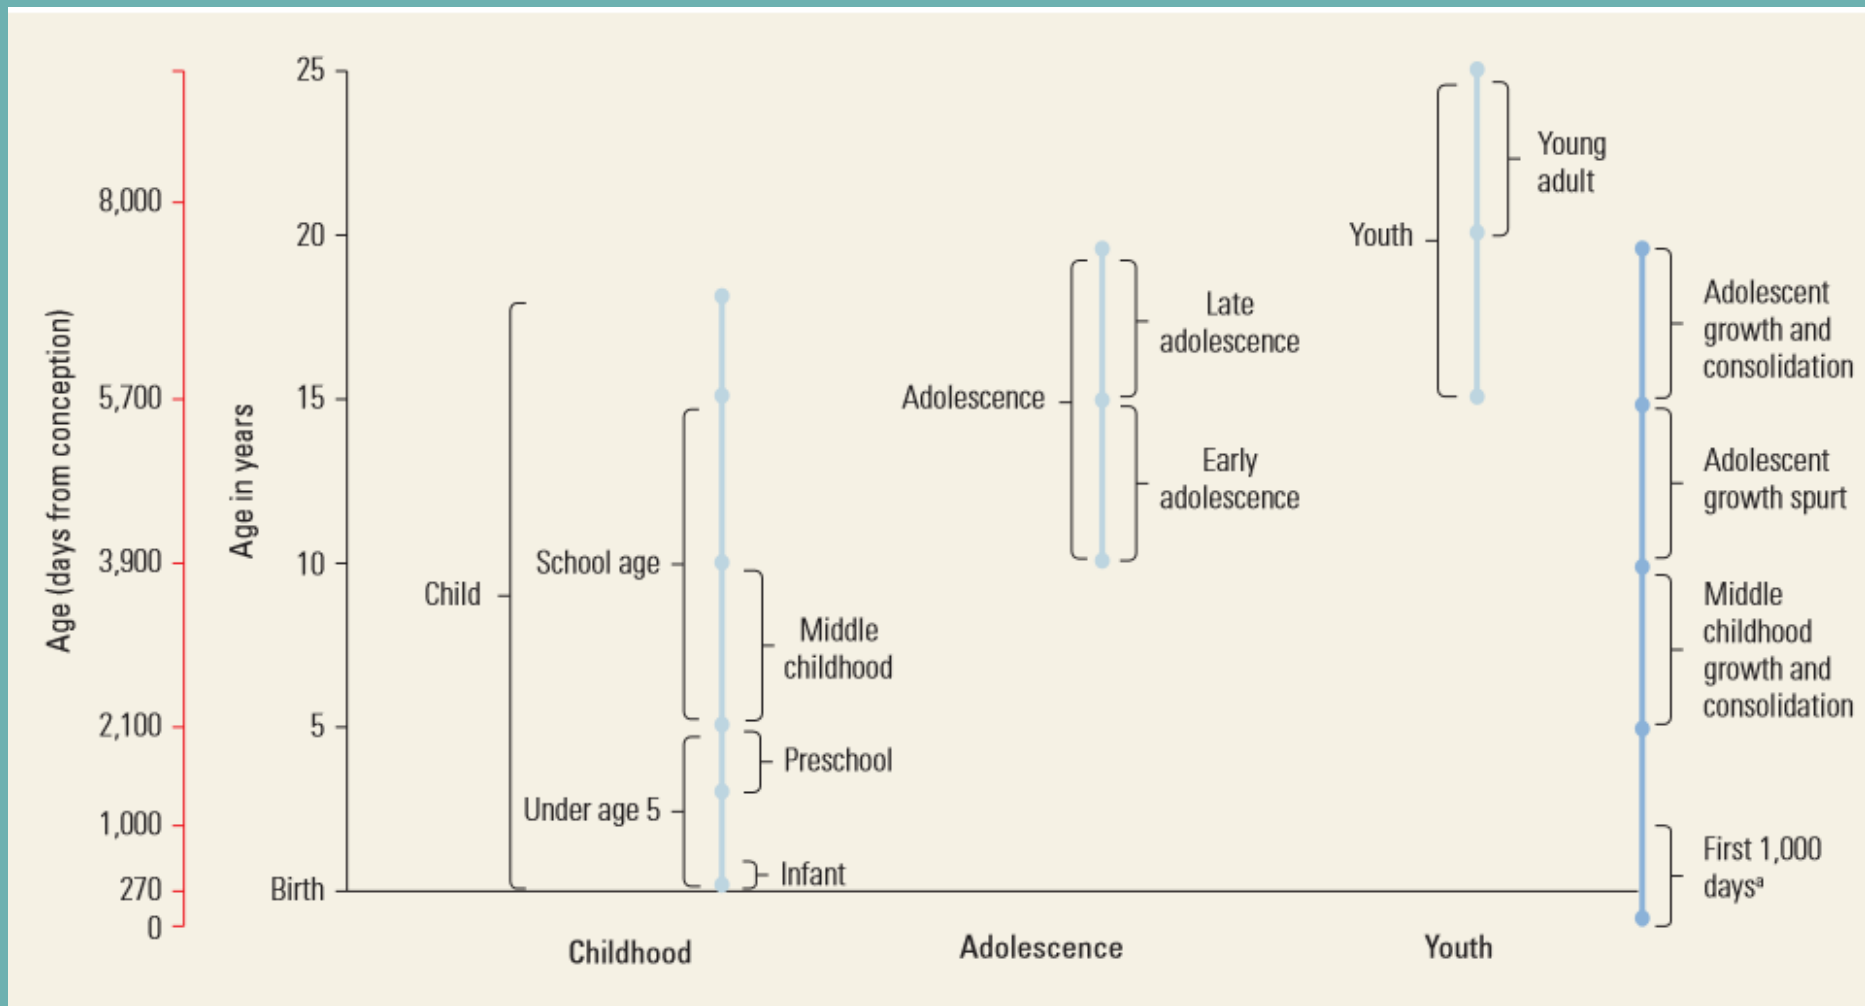 Age (days from conception)
8,000
5,700
3,900
2,100
1,000
270
0
Age in years
25
20
15
10
5
Birth
Child
School age
Under age 5
Middle
childhood
Preschool
Infant
Childhood
Adolescence
Late
adolescence
Early
adolescence
Adolescence
Youth
Young
adult
Youth
Adolescent
growth and
consolidation
Adolescent
growth spurt
Middle
childhood
growth and
consolidation
First 1,000
daysª